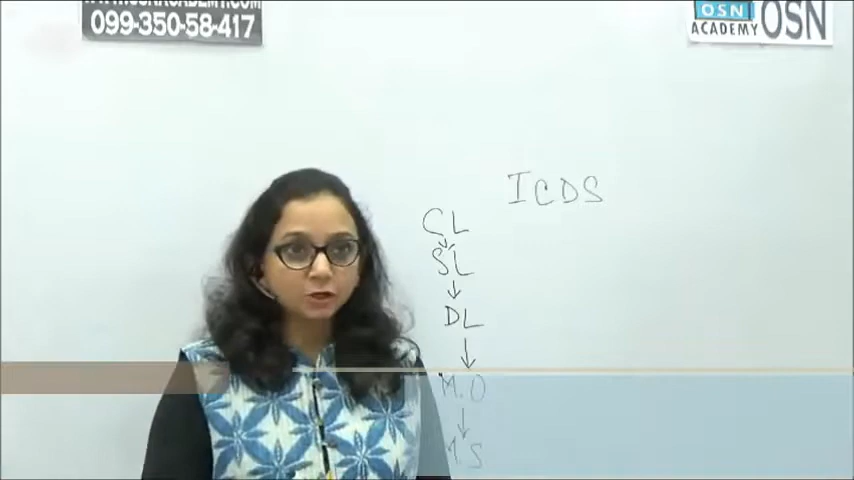 099-350-58-417
OSN
ACADEMY
OSN
ICDS
CL
SL
DL
M.O